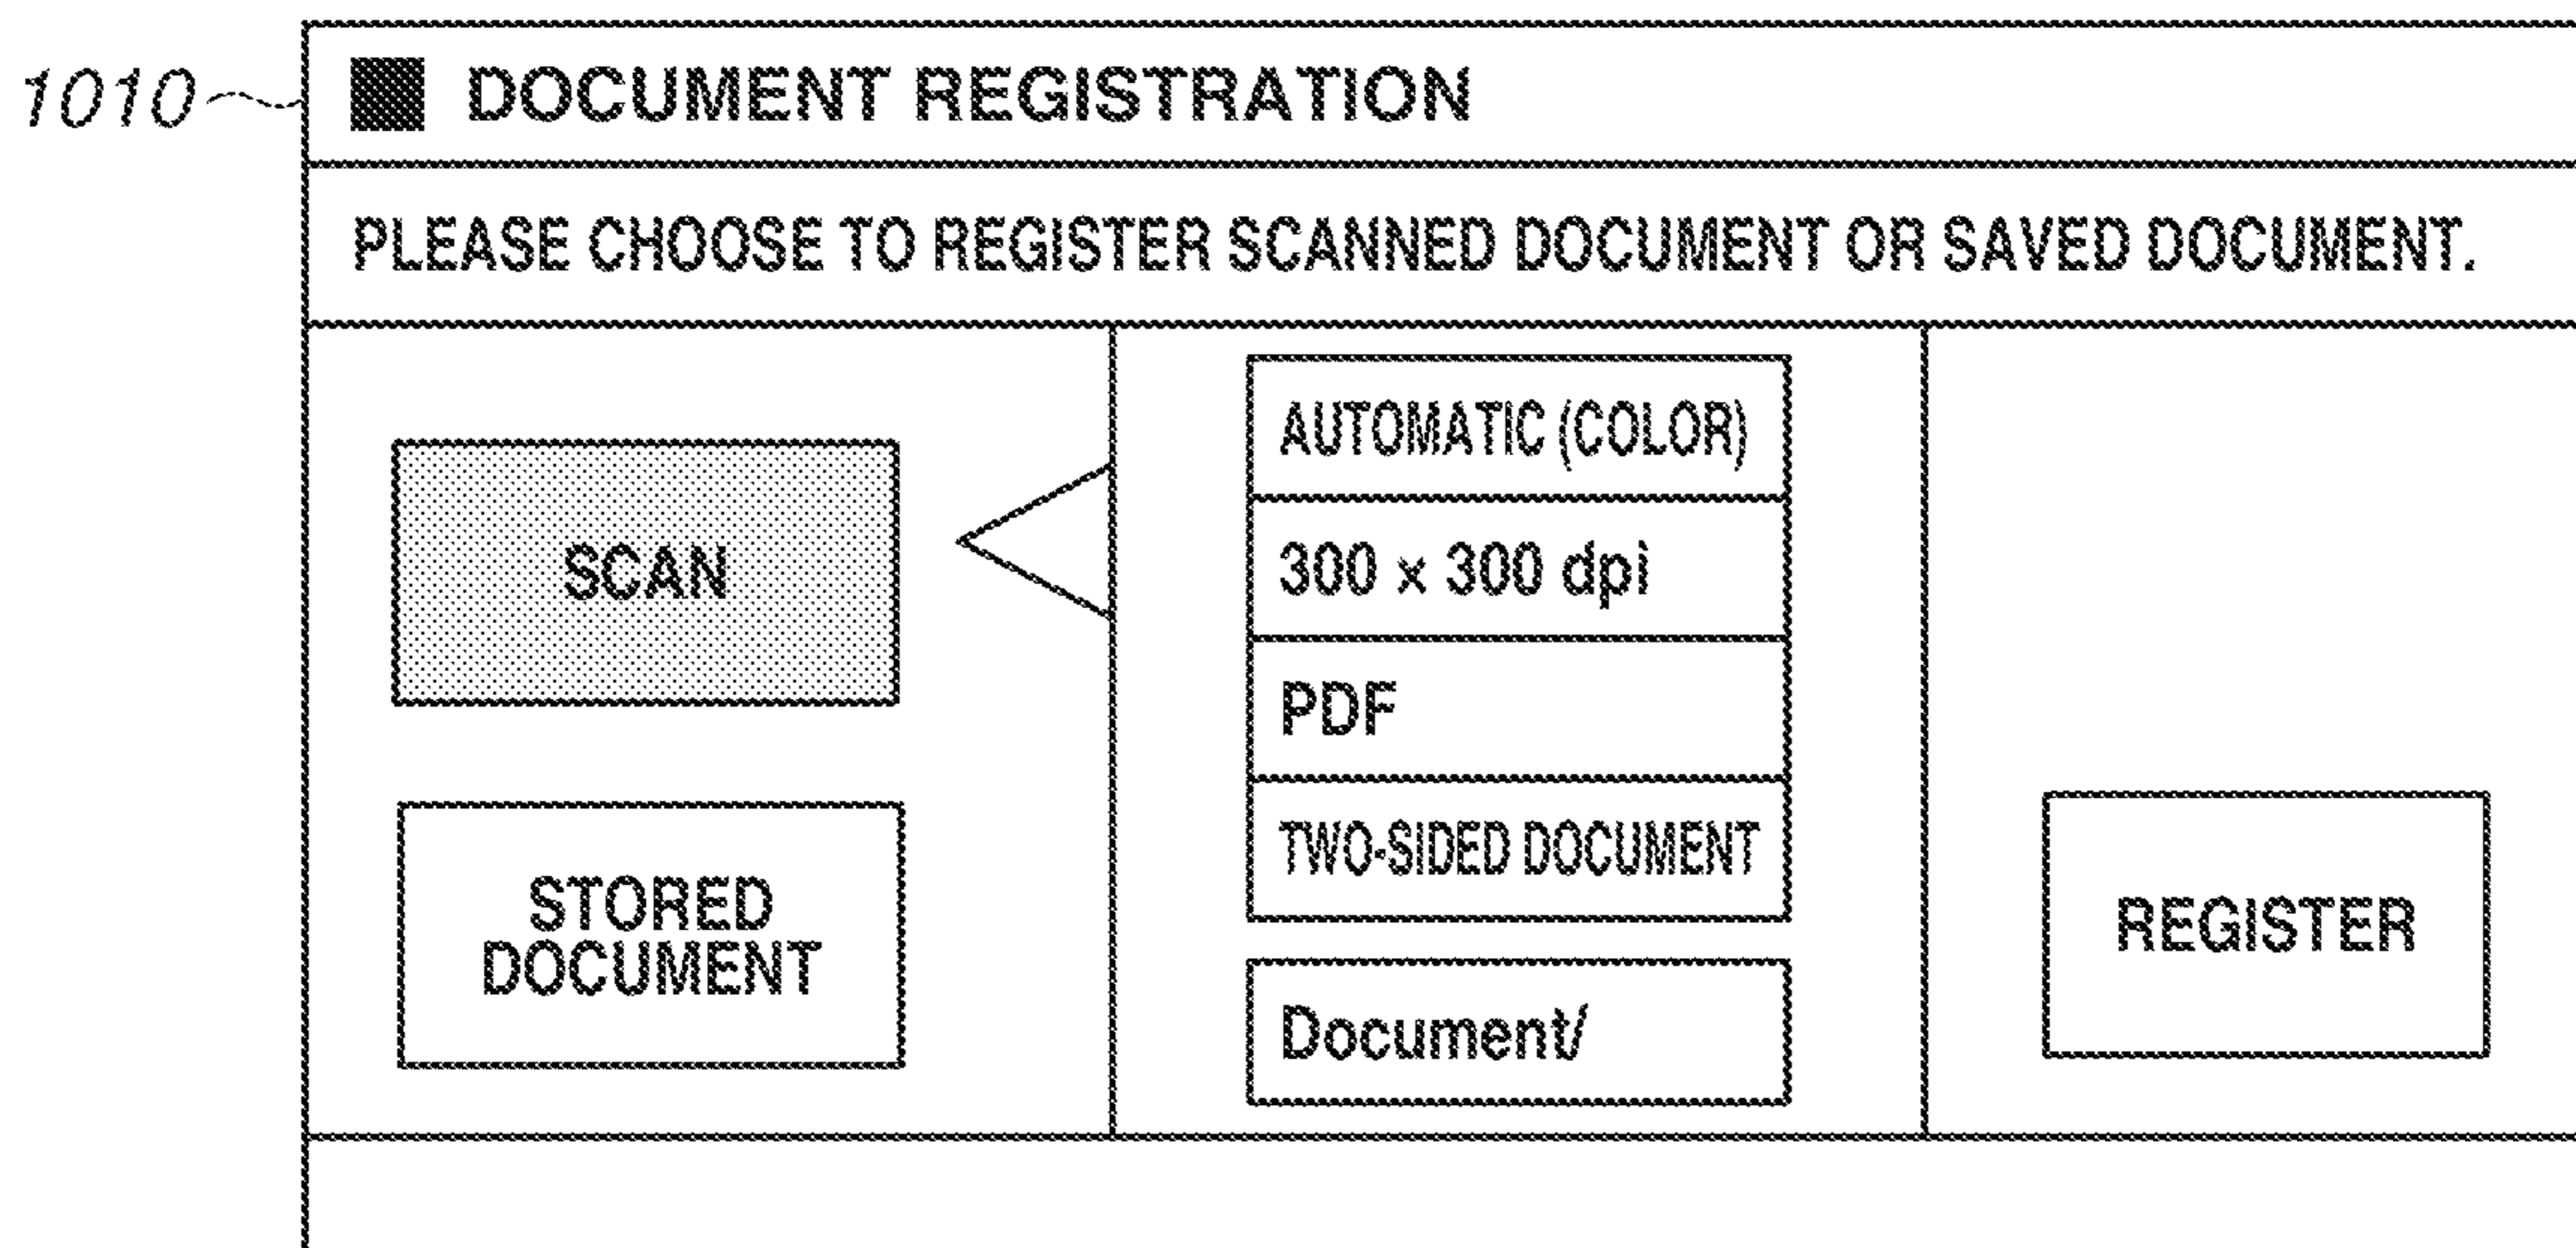 1010
DOCUMENT REGISTRATION
PLEASE CHOOSE TO REGISTER SCANNED DOCUMENT OR SAVED DOCUMENT.
SCAN
STORED
DOCUMENT
AUTOMATIC (COLOR)
300 × 300 dpi
PDF
TWO-SIDED DOCUMENT
Document/
REGISTER